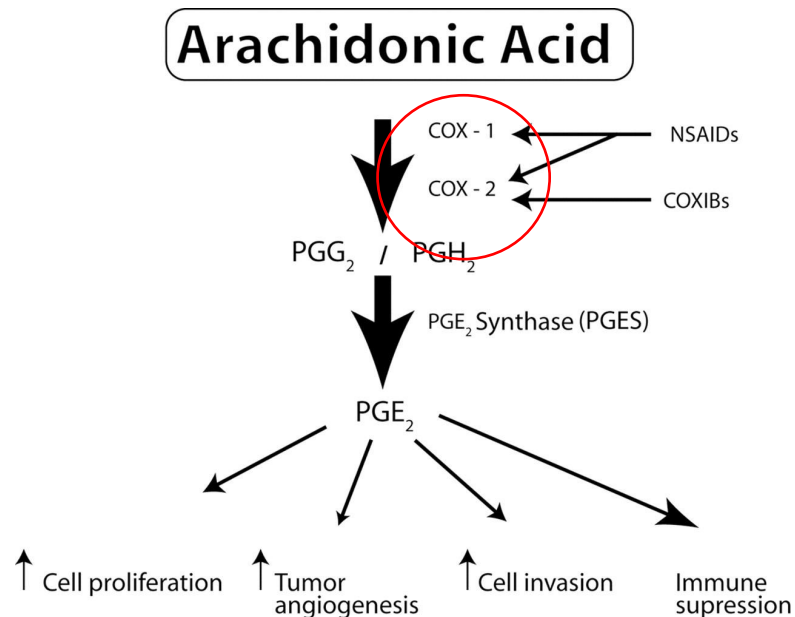 Arachidonic Acid
COX - 1
NSAIDs
COX - 2
COXIBs
PGG₂ / PGH₂
PGE₂ Synthase (PGES)
PGE₂
↑ Cell proliferation
↑ Tumor
angiogenesis
↑ Cell invasion
Immune
supression